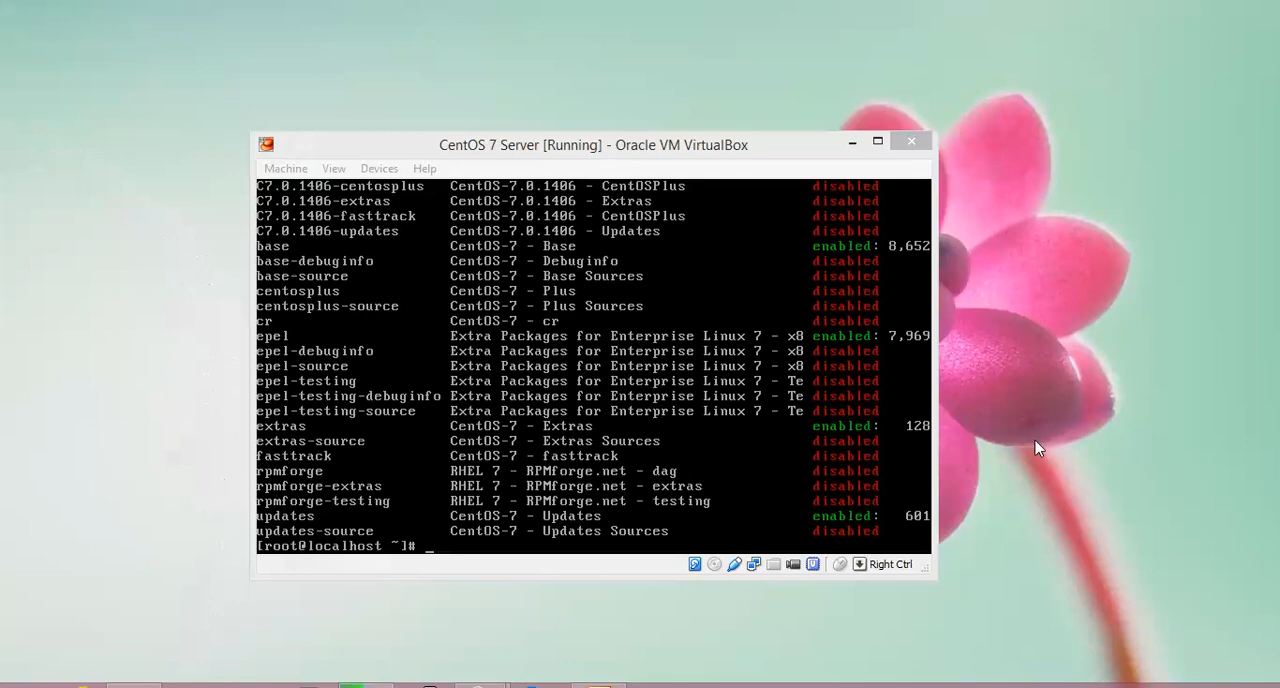 CentOS 7 Server [Running] - Oracle VM VirtualBox
Machine View Devices Help
C7.0.1406-centosplus CentOS-7.0.1406 - CentOSPlus disabled
C7.0.1406-extras CentOS-7.0.1406 - Extras disabled
C7.0.1406-fasttrack CentOS-7.0.1406 - CentOSPlus disabled
C7.0.1406-updates CentOS-7.0.1406 - Updates disabled
base CentOS-7 - Base enabled: 8,652
base-debuginfo CentOS-7 - Debuginfo disabled
base-source CentOS-7 - Base Sources disabled
centosplus CentOS-7 - Plus disabled
centosplus-source CentOS-7 - Plus Sources disabled
cr CentOS-7 - cr disabled
epel Extra Packages for Enterprise Linux 7 - x8 enabled: 7,969
epel-debuginfo Extra Packages for Enterprise Linux 7 - x8 disabled
epel-source Extra Packages for Enterprise Linux 7 - x8 disabled
epel-testing Extra Packages for Enterprise Linux 7 - Te disabled
epel-testing-debuginfo Extra Packages for Enterprise Linux 7 - Te disabled
epel-testing-source Extra Packages for Enterprise Linux 7 - Te disabled
extras CentOS-7 - Extras enabled: 128
extras-source CentOS-7 - Extras Sources disabled
fasttrack CentOS-7 - fasttrack disabled
rpmforge RHEL 7 - RPMforge.net - dag disabled
rpmforge-extras RHEL 7 - RPMforge.net - extras disabled
rpmforge-testing RHEL 7 - RPMforge.net - testing disabled
updates CentOS-7 - Updates enabled: 601
updates-source CentOS-7 - Updates Sources disabled
[root@localhost ~]# _
Right Ctrl